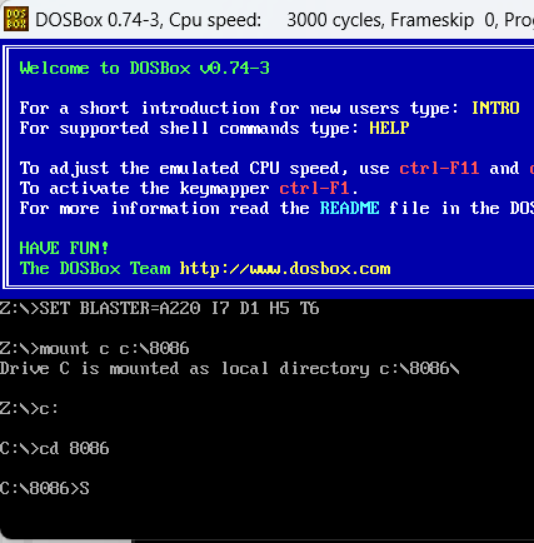 DOSBox 0.74-3, Cpu speed: 3000 cycles, Frameskip 0, Pro
Welcome to DOSBox v0.74-3
For a short introduction for new users type: INTRO
For supported shell commands type: HELP
To adjust the emulated CPU speed, use ctrl-F11 and
To activate the keymapper ctrl-F1.
For more information read the README file in the DOS
HAVE FUN!
The DOSBox Team http://www.dosbox.com
Z:\>SET BLASTER=A220 I7 D1 H5 T6
Z:\>mount c c:\8086
Drive C is mounted as local directory c:\8086\
Z:\>c:
C:\>cd 8086
C:\8086>S